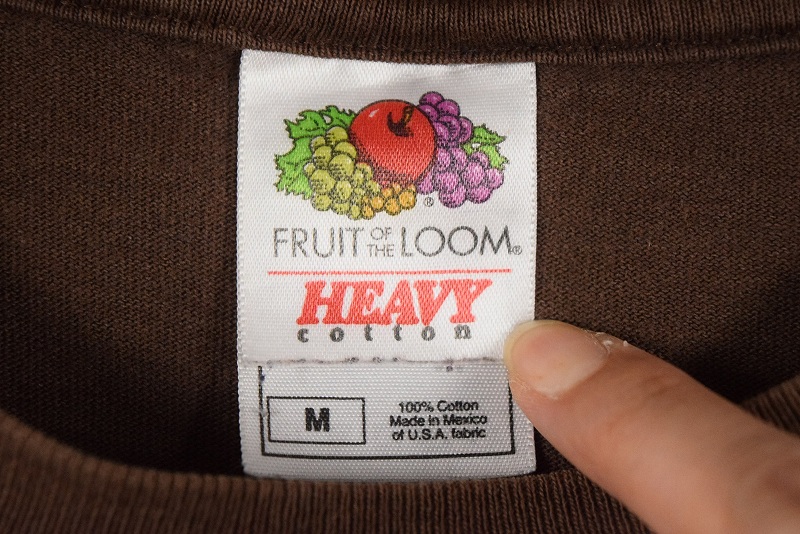 ®
FRUIT OF THE LOOM®
HEAVY
cotton
M
100% Cotton
Made in Mexico
of U.S.A. fabric